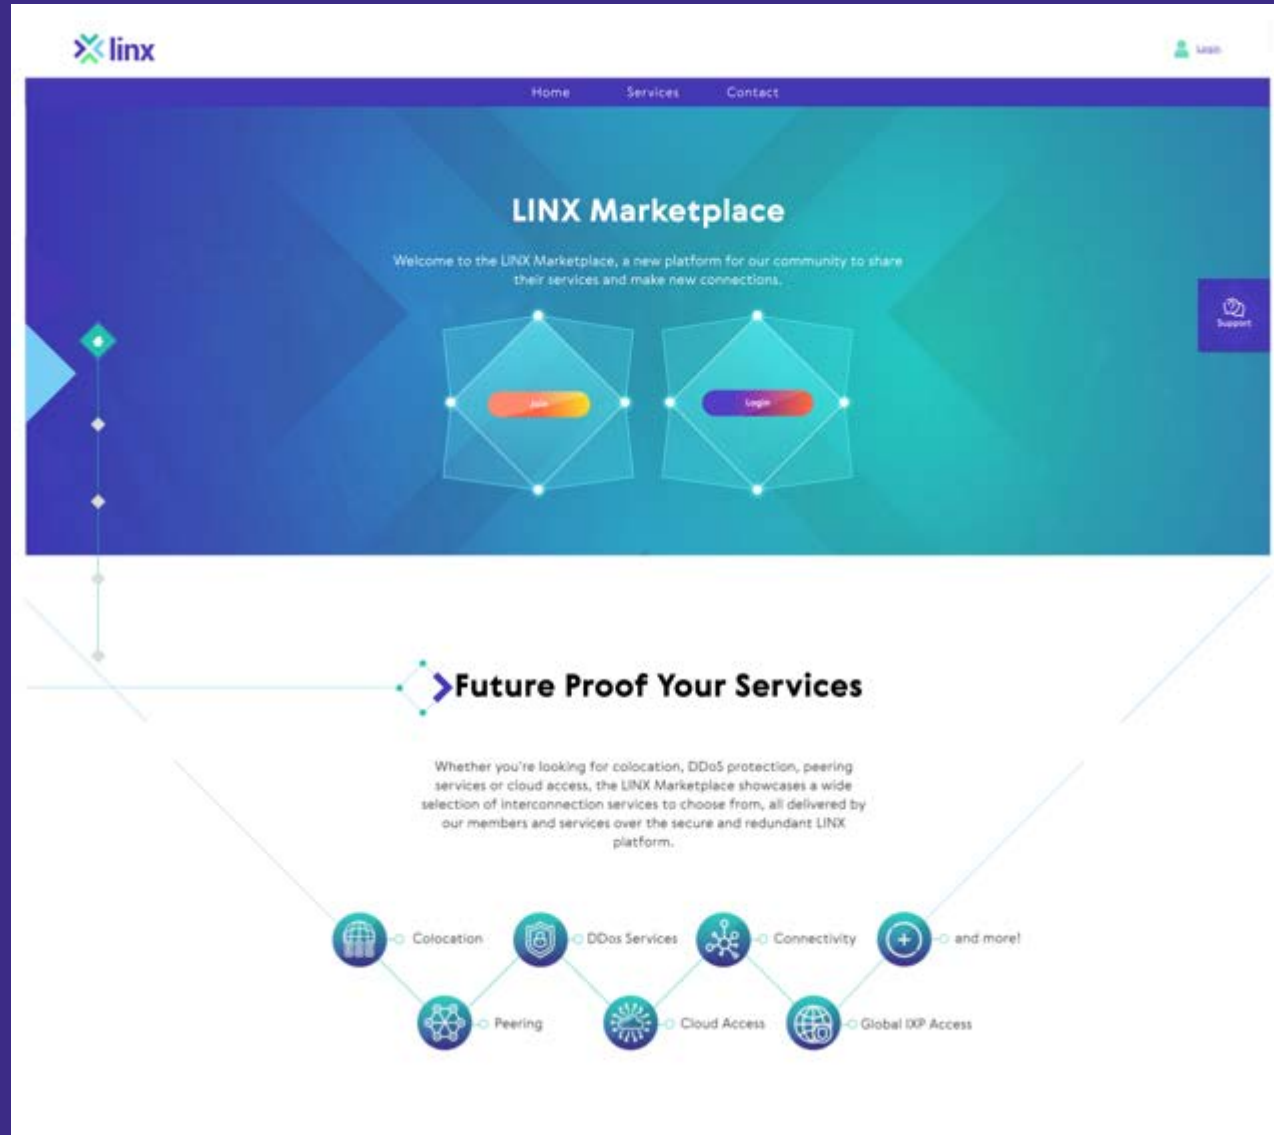 linx
Login
Home Services Contact
LINX Marketplace
Welcome to the LINX Marketplace, a new platform for our community to share
their services and make new connections.
Support
Join
Login
Future Proof Your Services
Whether you're looking for colocation, DDoS protection, peering
services or cloud access, the LINX Marketplace showcases a wide
selection of interconnection services to choose from, all delivered by
our members and services over the secure and redundant LINX
platform.
Colocation
DDos Services
Connectivity
and more!
Peering
Cloud Access
Global IXP Access